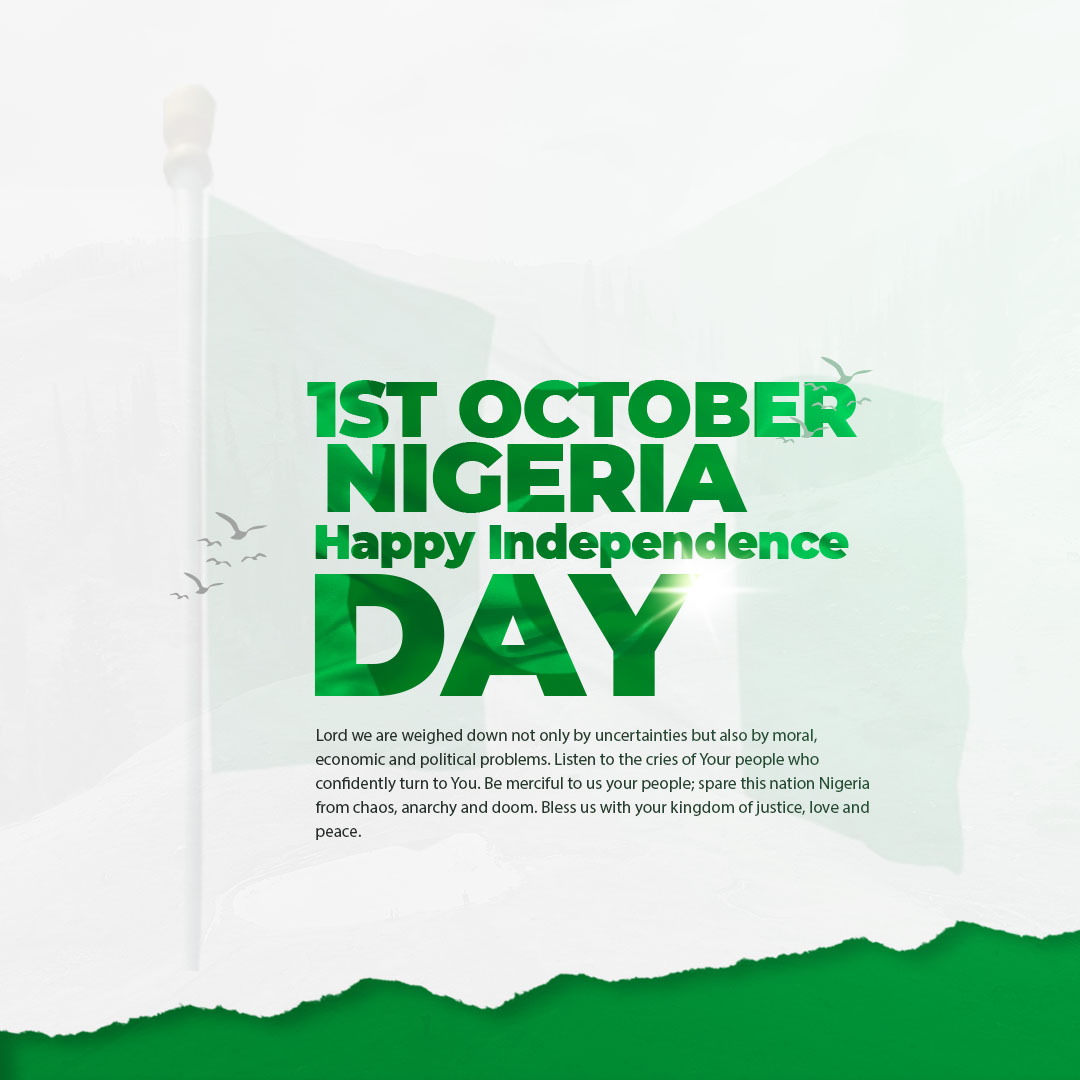 1ST OCTOBER
NIGERIA
Happy Independence
DAY
Lord we are weighed down not only by uncertainties but also by moral,
economic and political problems. Listen to the cries of Your people who
confidently turn to You. Be merciful to us your people; spare this nation Nigeria
from chaos, anarchy and doom. Bless us with your kingdom of justice, love and
peace.